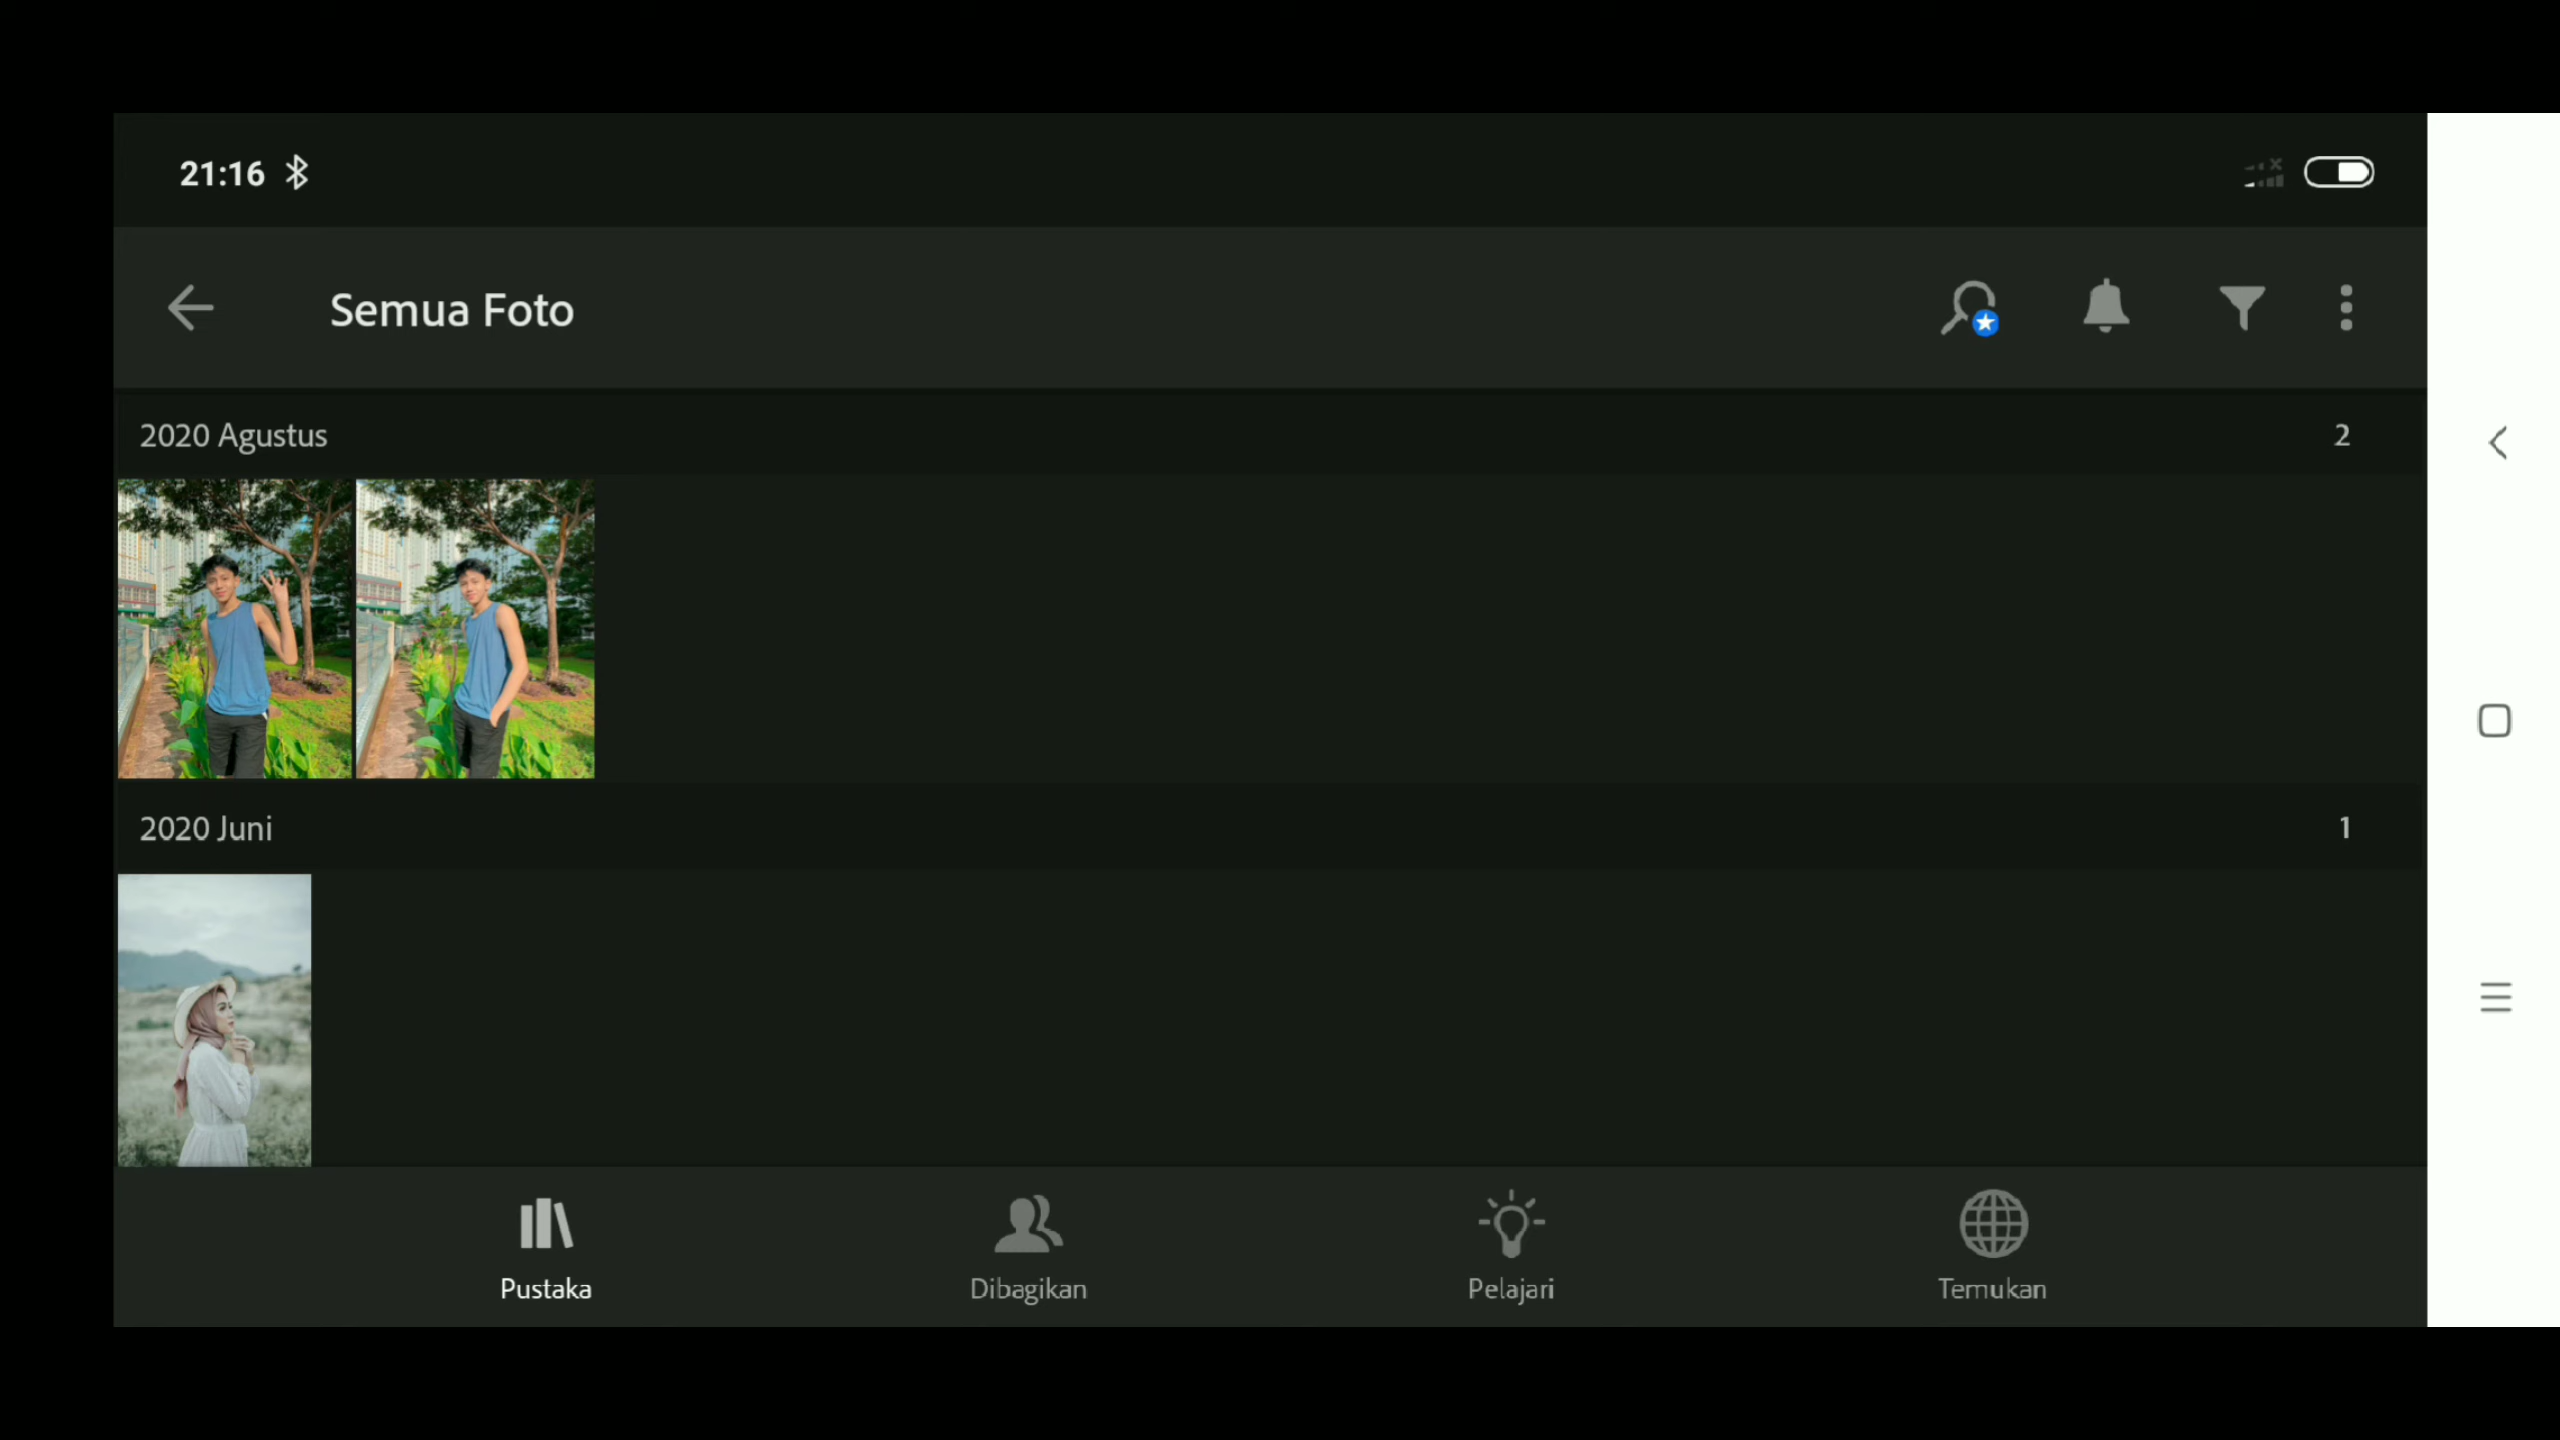 21:16
Semua Foto
2020 Agustus 2
2020 Juni 1
Pustaka Dibagikan Pelajari Temukan